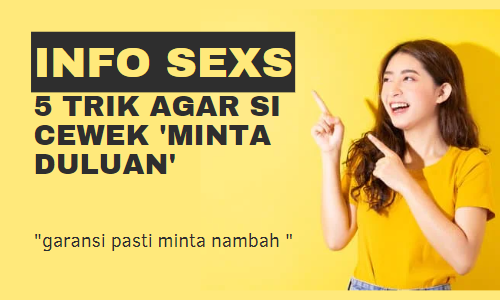 INFO SEXS
5 TRIK AGAR SI
CEWEK 'MINTA
DULUAN'
"garansi pasti minta nambah "